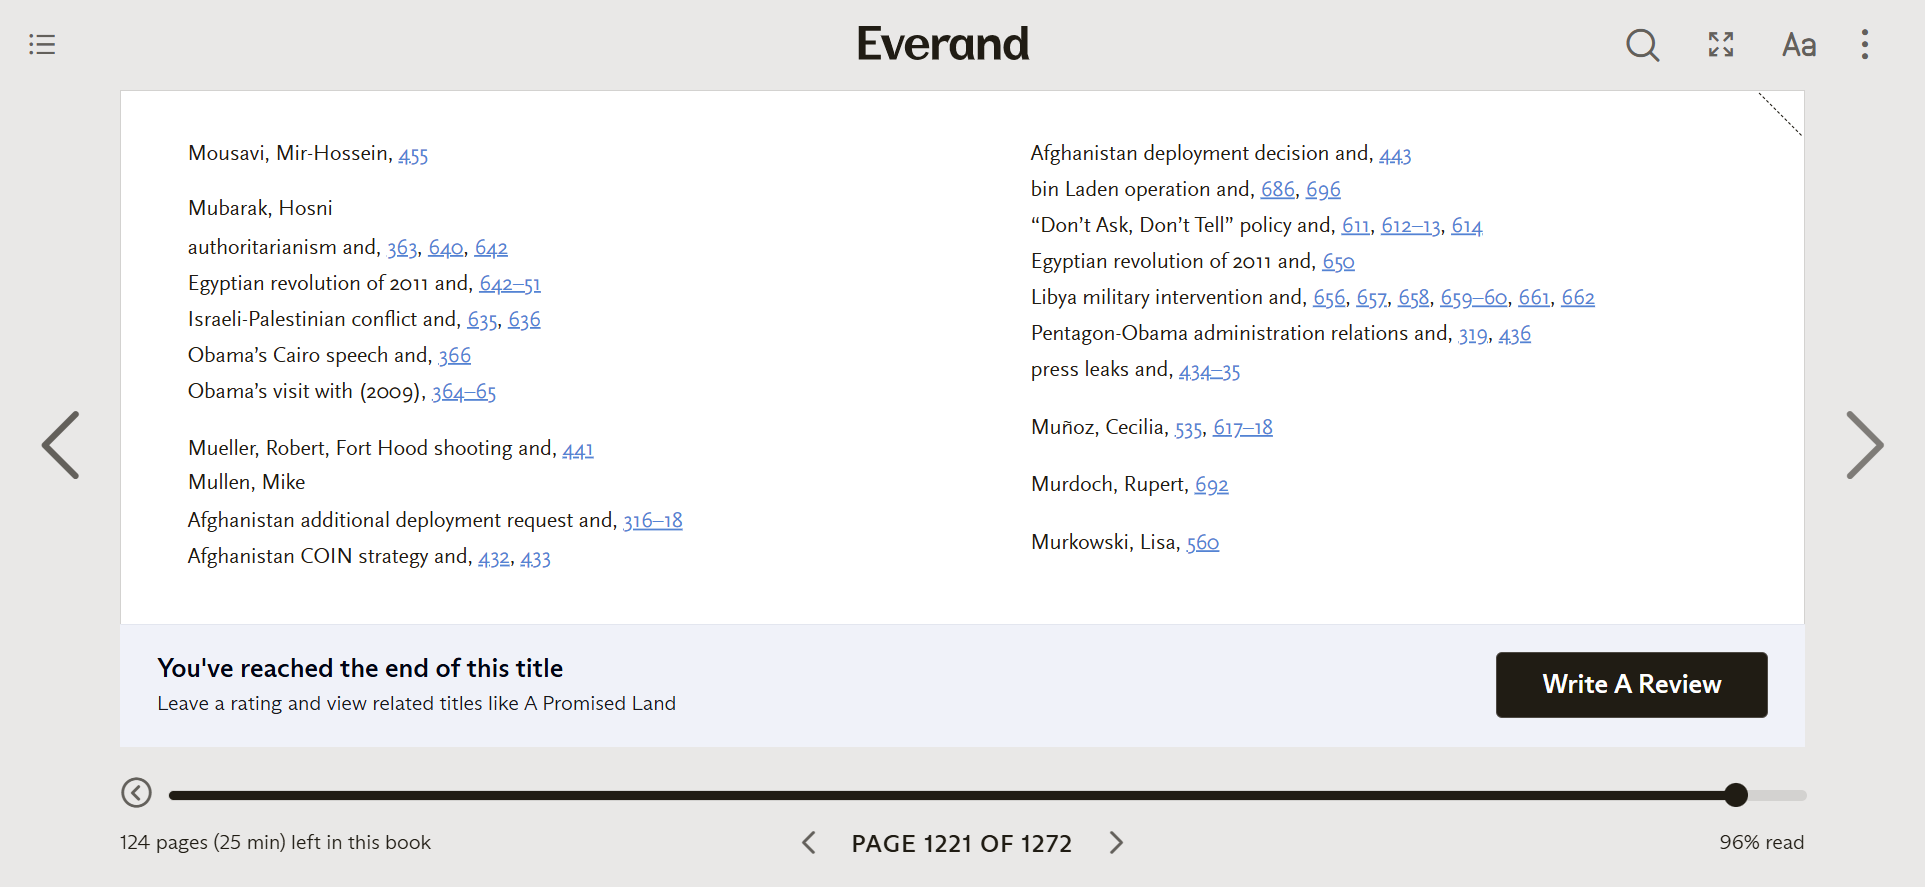 Everand
Aa
Mousavi, Mir-Hossein, 455
Mubarak, Hosni
authoritarianism and, 363, 640, 642
Egyptian revolution of 2011 and, 642–51
Israeli-Palestinian conflict and, 635, 636
Obama’s Cairo speech and, 366
Obama’s visit with (2009), 364–65
Mueller, Robert, Fort Hood shooting and, 441
Mullen, Mike
Afghanistan additional deployment request and, 316–18
Afghanistan COIN strategy and, 432, 433
Afghanistan deployment decision and, 443
bin Laden operation and, 686, 696
“Don’t Ask, Don’t Tell” policy and, 611, 612–13, 614
Egyptian revolution of 2011 and, 650
Libya military intervention and, 656, 657, 658, 659–60, 661, 662
Pentagon-Obama administration relations and, 319, 436
press leaks and, 434–35
Muñoz, Cecilia, 535, 617–18
Murdoch, Rupert, 692
Murkowski, Lisa, 560
You've reached the end of this title
Leave a rating and view related titles like A Promised Land
Write A Review
124 pages (25 min) left in this book
PAGE 1221 OF 1272
96% read